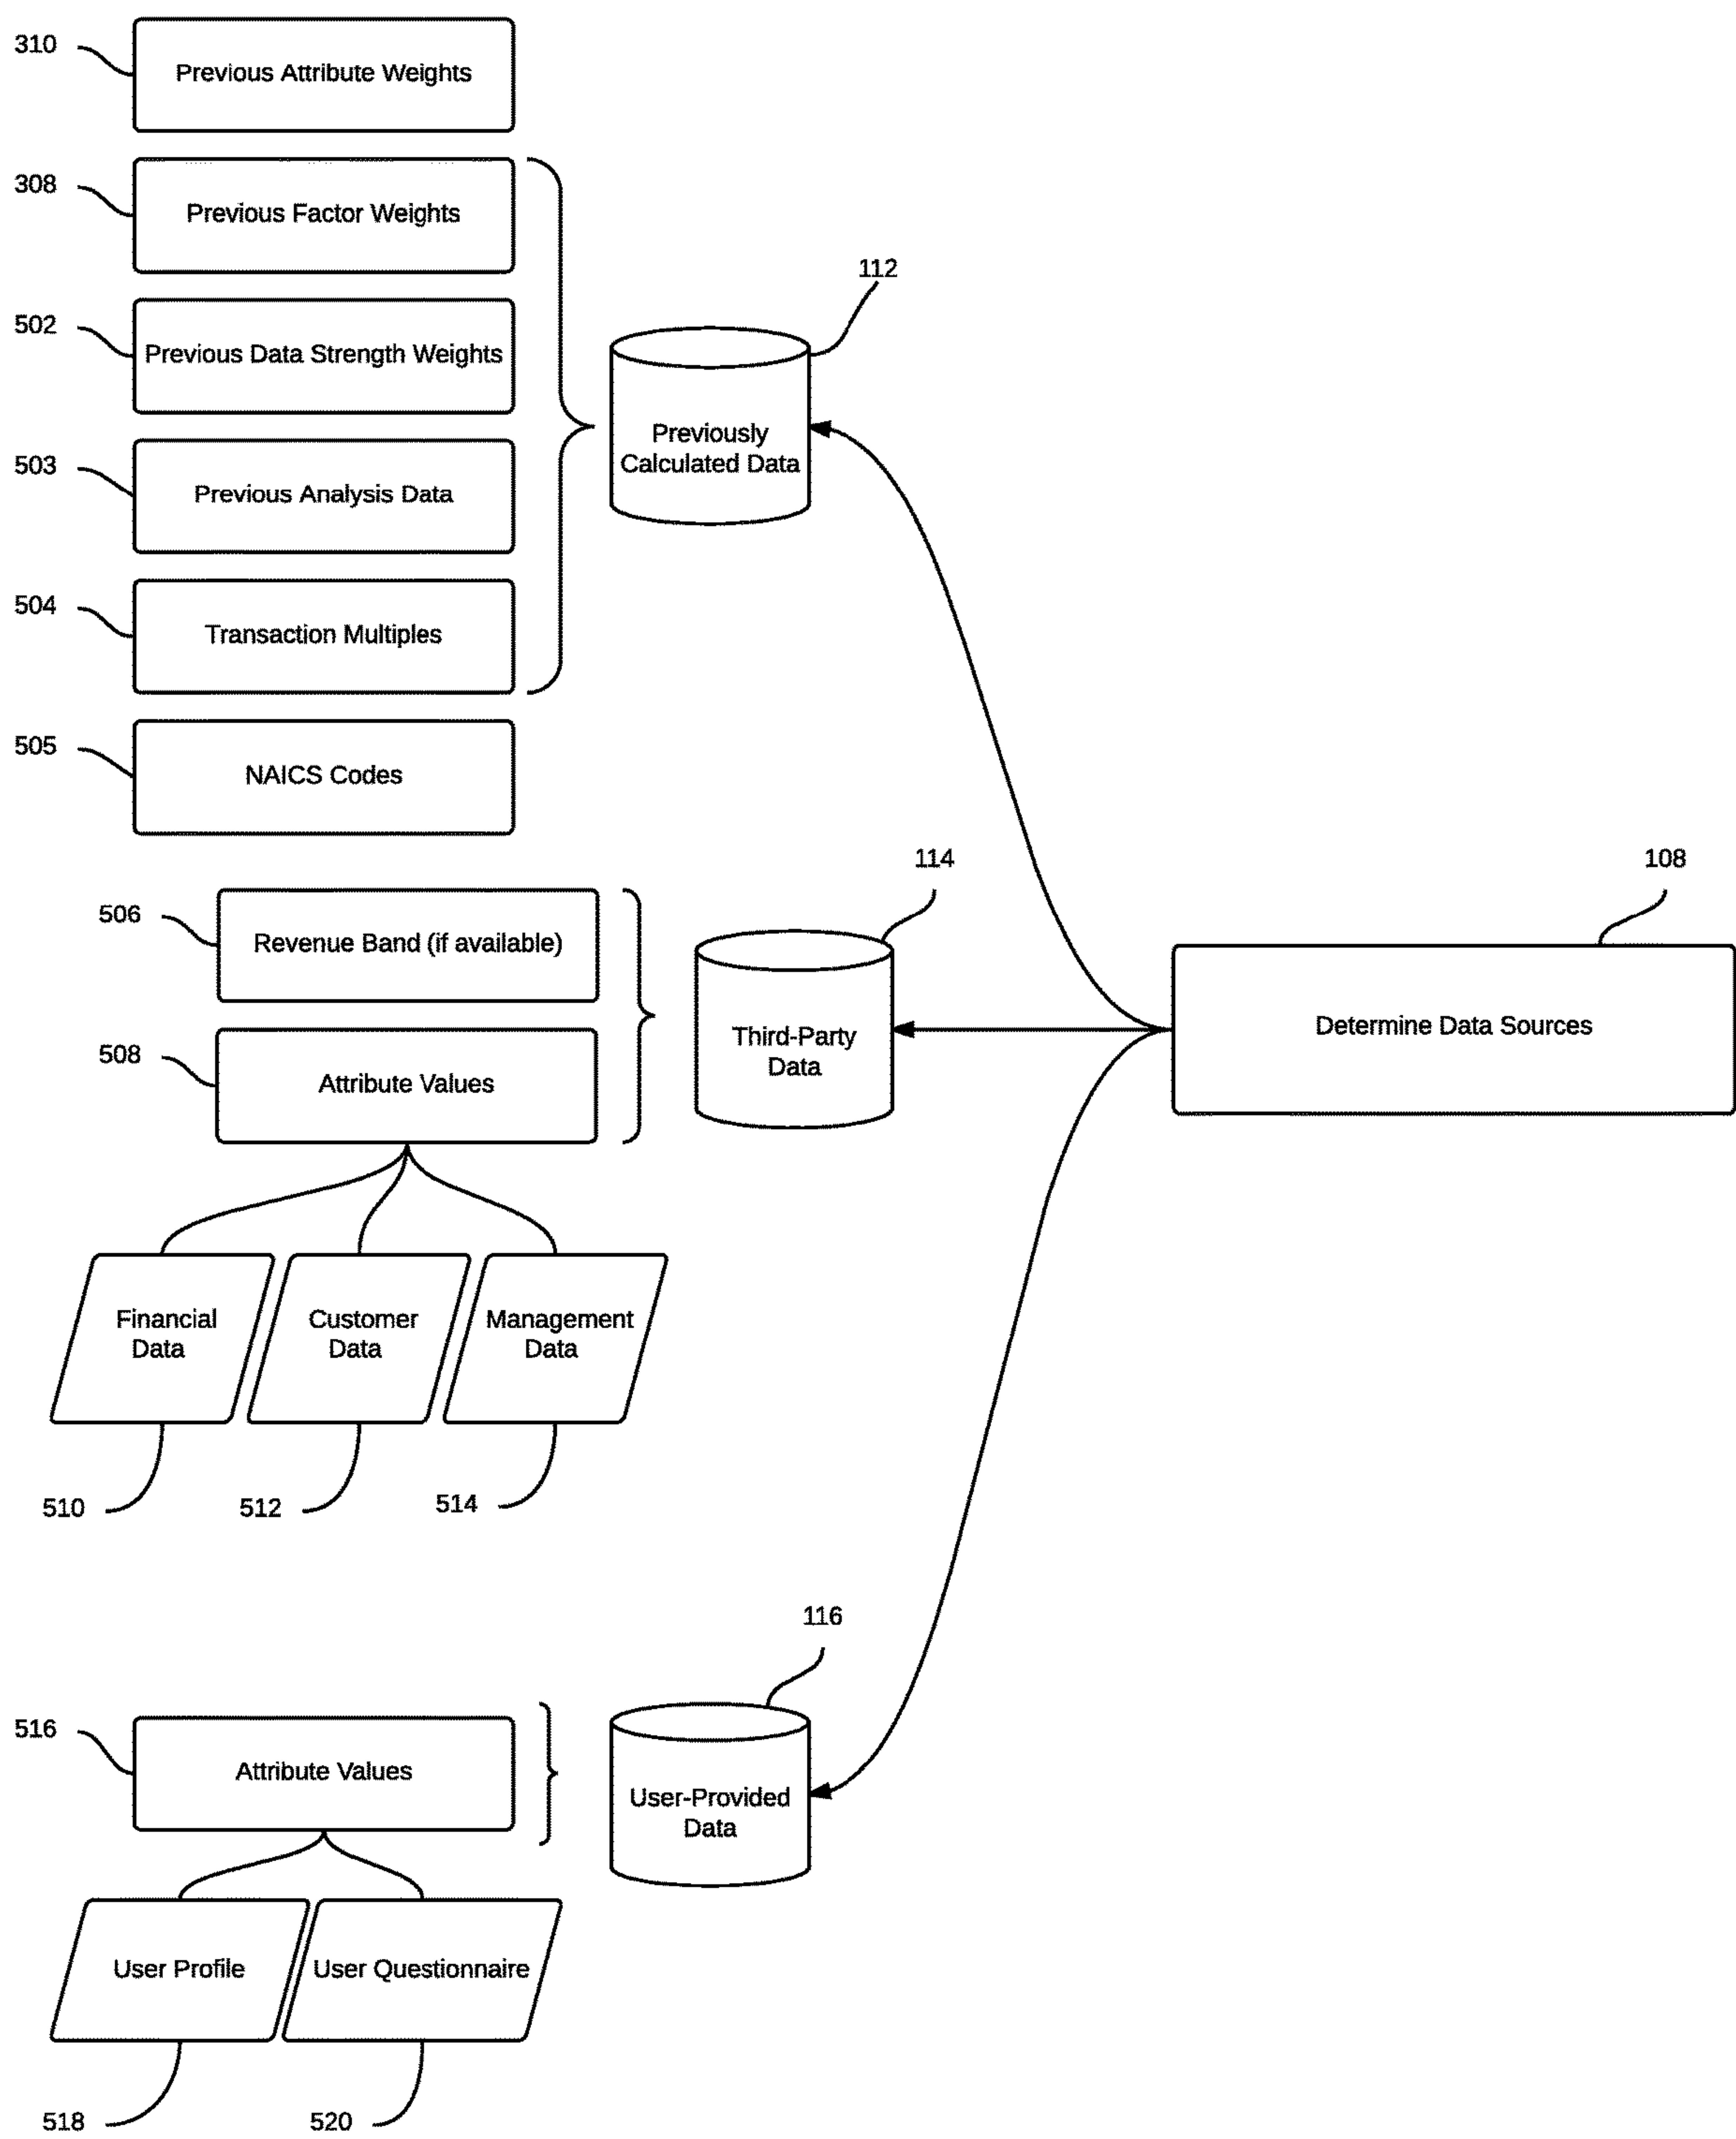 310
Previous Attribute Weights
308
Previous Factor Weights
112
502
Previous Data Strength Weights
Previously
Calculated Data
503
Previous Analysis Data
504
Transaction Multiples
505
NAICS Codes
114
108
506
Revenue Band (if available)
Determine Data Sources
Third-Party
Data
508
Attribute Values
Financial
Data
Customer
Data
Management
Data
510
512
514
116
516
Attribute Values
User-Provided
Data
User Profile
User Questionnaire
518
520